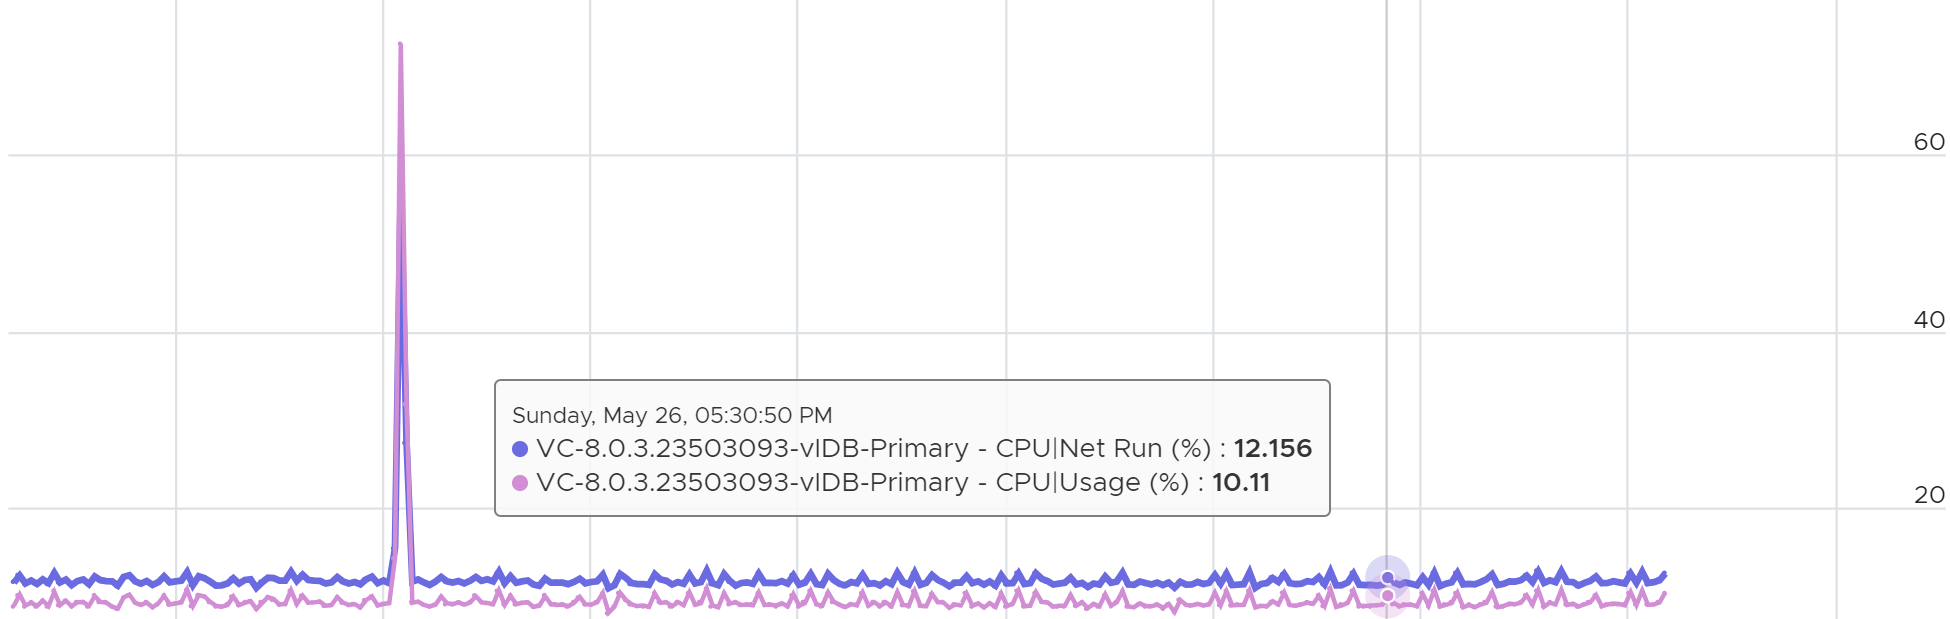 60
40
Sunday, May 26, 05:30:50 PM
VC-8.0.3.23503093-vIDB-Primary - CPU|Net Run (%) : 12.156
VC-8.0.3.23503093-vIDB-Primary - CPU|Usage (%) : 10.11
20